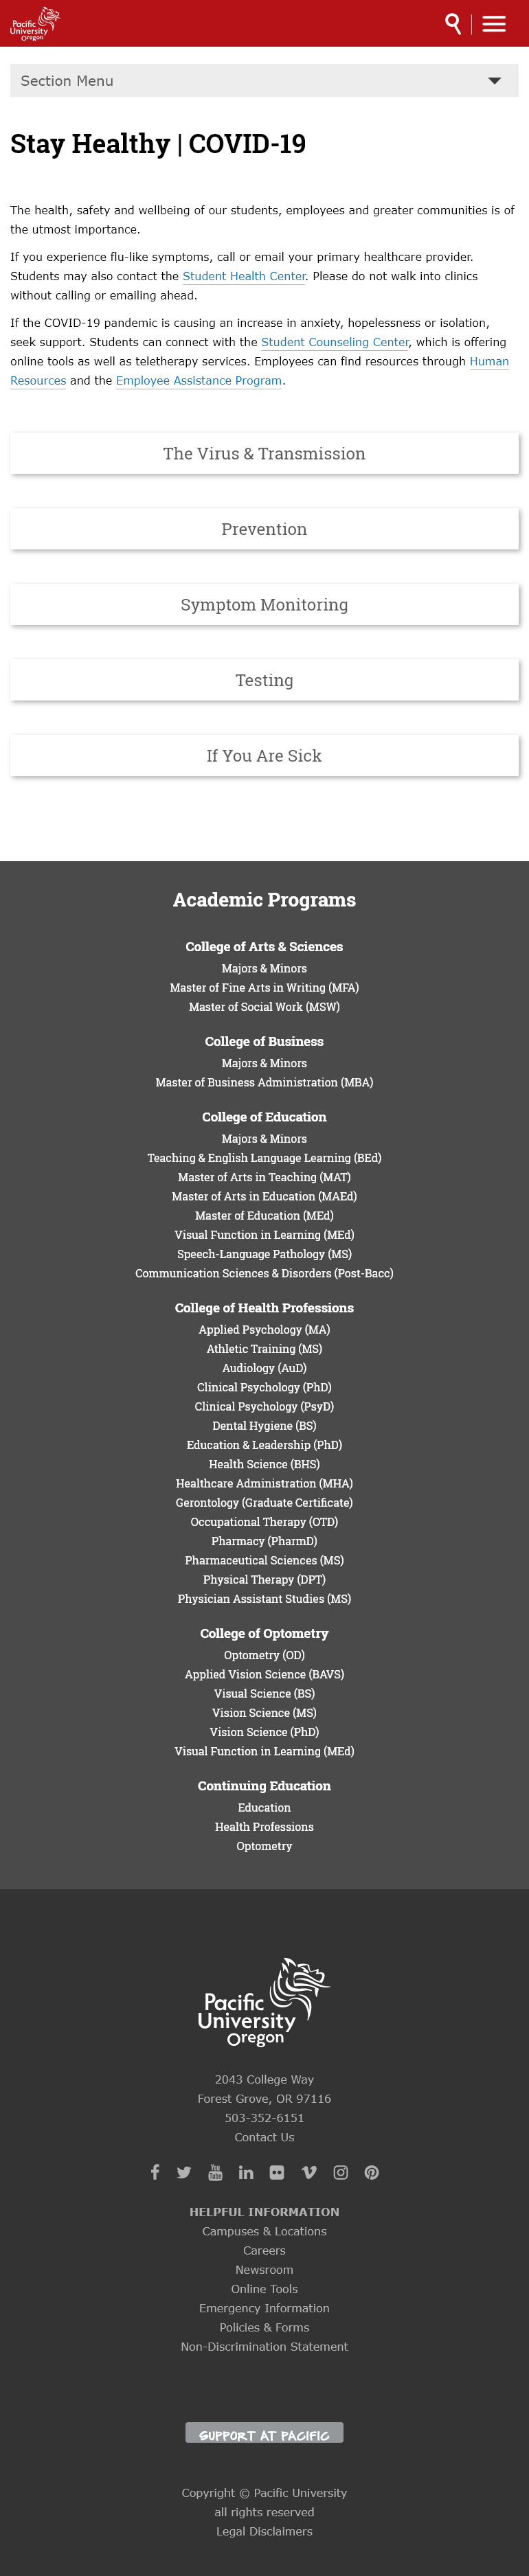 Pacific
University
Oregon
Section Menu
Stay Healthy | COVID-19
The health, safety and wellbeing of our students, employees and greater communities is of
the utmost importance.
If you experience flu-like symptoms, call or email your primary healthcare provider.
Students may also contact the Student Health Center. Please do not walk into clinics
without calling or emailing ahead.
If the COVID-19 pandemic is causing an increase in anxiety, hopelessness or isolation,
seek support. Students can connect with the Student Counseling Center, which is offering
online tools as well as teletherapy services. Employees can find resources through Human
Resources and the Employee Assistance Program.
The Virus & Transmission
Prevention
Symptom Monitoring
Testing
If You Are Sick
Academic Programs
College of Arts & Sciences
Majors & Minors
Master of Fine Arts in Writing (MFA)
Master of Social Work (MSW)
College of Business
Majors & Minors
Master of Business Administration (MBA)
College of Education
Majors & Minors
Teaching & English Language Learning (BEd)
Master of Arts in Teaching (MAT)
Master of Arts in Education (MAEd)
Master of Education (MEd)
Visual Function in Learning (MEd)
Speech-Language Pathology (MS)
Communication Sciences & Disorders (Post-Bacc)
College of Health Professions
Applied Psychology (MA)
Athletic Training (MS)
Audiology (AuD)
Clinical Psychology (PhD)
Clinical Psychology (PsyD)
Dental Hygiene (BS)
Education & Leadership (PhD)
Health Science (BHS)
Healthcare Administration (MHA)
Gerontology (Graduate Certificate)
Occupational Therapy (OTD)
Pharmacy (PharmD)
Pharmaceutical Sciences (MS)
Physical Therapy (DPT)
Physician Assistant Studies (MS)
College of Optometry
Optometry (OD)
Applied Vision Science (BAVS)
Visual Science (BS)
Vision Science (MS)
Vision Science (PhD)
Visual Function in Learning (MEd)
Continuing Education
Education
Health Professions
Optometry
Pacific
University
Oregon
2043 College Way
Forest Grove, OR 97116
503-352-6151
Contact Us
You
Tube
HELPFUL INFORMATION
Campuses & Locations
Careers
Newsroom
Online Tools
Emergency Information
Policies & Forms
Non-Discrimination Statement
SUPPORT AT PACIFIC
Copyright © Pacific University
all rights reserved
Legal Disclaimers